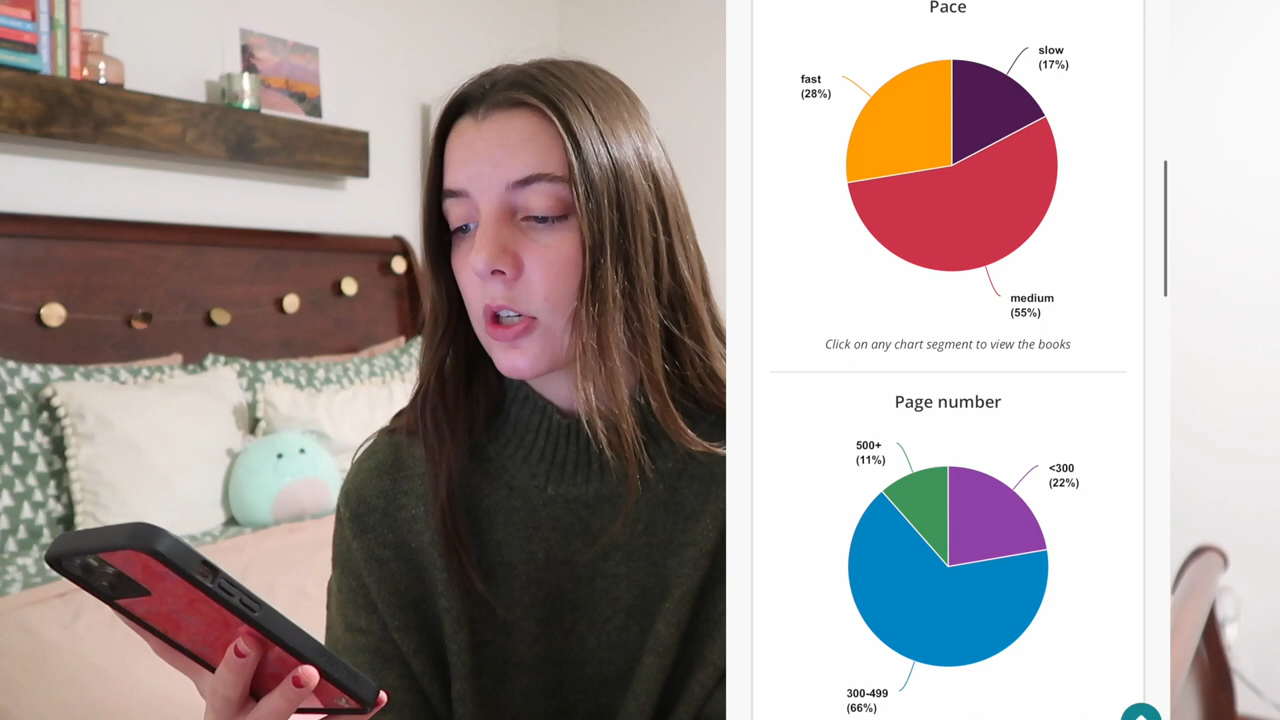 Pace
slow
(17%)
fast
(28%)
medium
(55%)
Click on any chart segment to view the books
Page number
500+
(11%)
<300
(22%)
300-499
(66%)